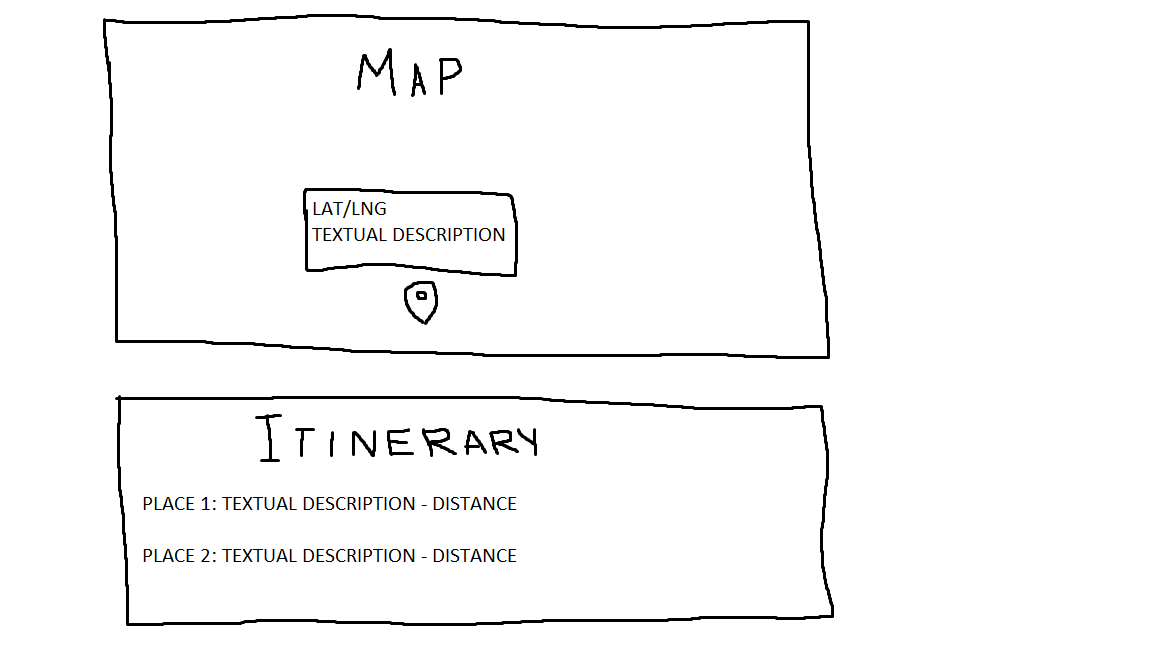 MAP
LAT/LNG
TEXTUAL DESCRIPTION
ITINERARY
PLACE 1: TEXTUAL DESCRIPTION - DISTANCE
PLACE 2: TEXTUAL DESCRIPTION - DISTANCE